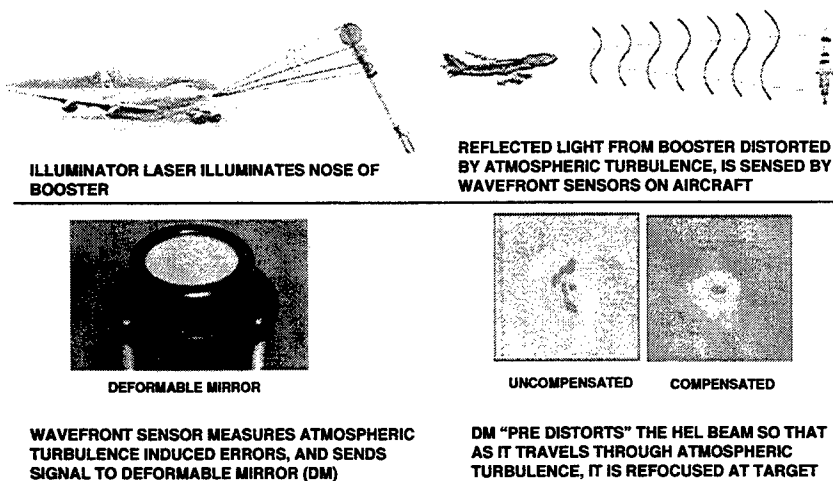 ILLUMINATOR LASER ILLUMINATES NOSE OF
BOOSTER
REFLECTED LIGHT FROM BOOSTER DISTORTED
BY ATMOSPHERIC TURBULENCE, IS SENSED BY
WAVEFRONT SENSORS ON AIRCRAFT
DEFORMABLE MIRROR
WAVEFRONT SENSOR MEASURES ATMOSPHERIC
TURBULENCE INDUCED ERRORS, AND SENDS
SIGNAL TO DEFORMABLE MIRROR (DM)
UNCOMPENSATED
COMPENSATED
DM "PRE DISTORTS" THE HEL BEAM SO THAT
AS IT TRAVELS THROUGH ATMOSPHERIC
TURBULENCE, IT IS REFOCUSED AT TARGET